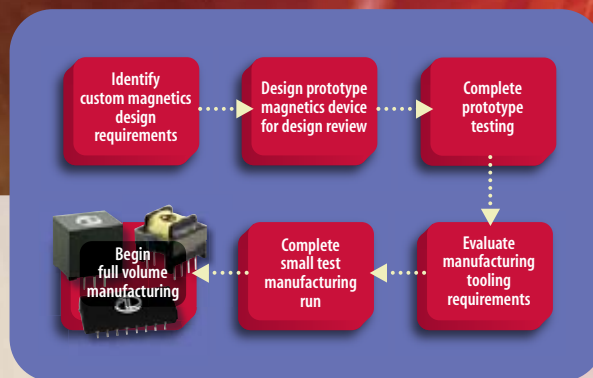 Identify
custom magnetics
design
requirements
Design prototype
magnetics device
for design review
Complete
prototype
testing
Evaluate
manufacturing
tooling
requirements
Complete
small test
manufacturing
run
Begin
full volume
manufacturing